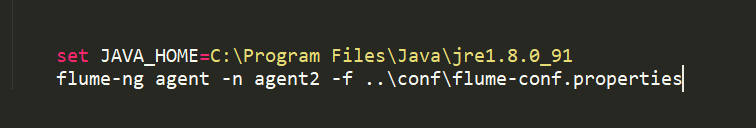 set JAVA_HOME=C:\Program Files\Java\jre1.8.0_91
flume-ng agent -n agent2 -f ..\conf\flume-conf.properties